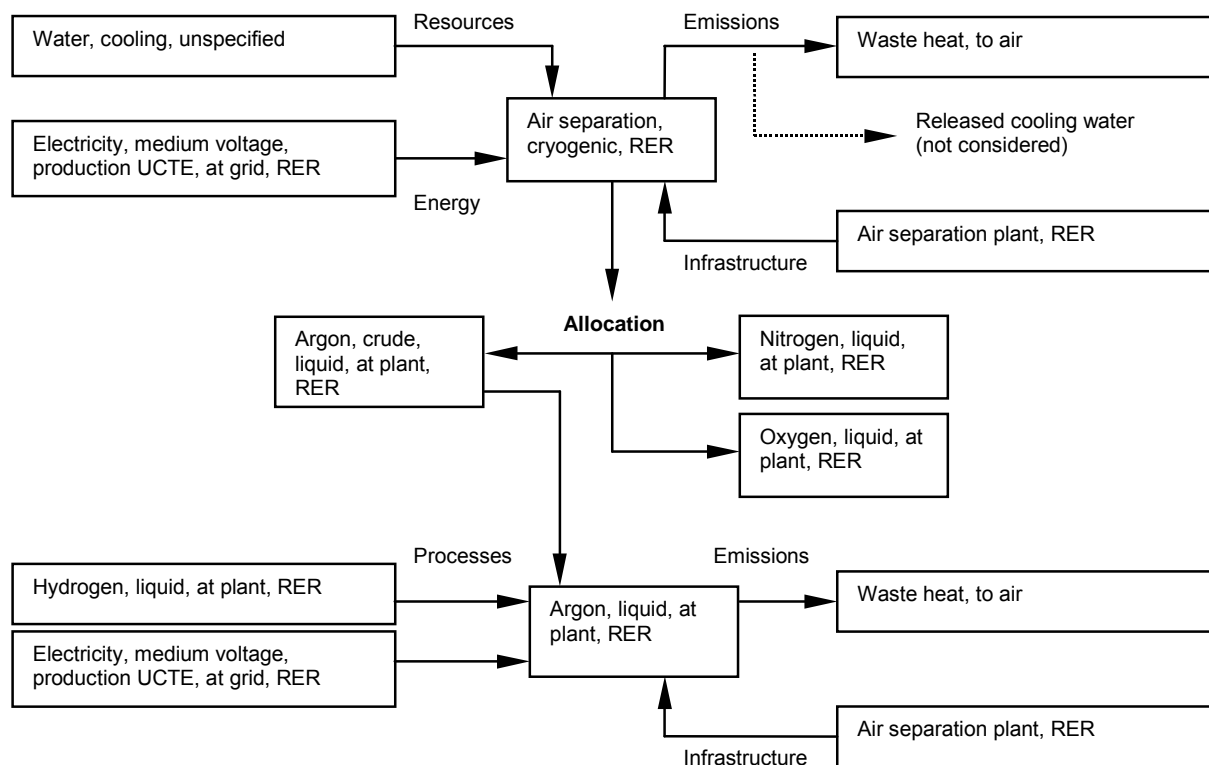 Resources
Emissions
Water, cooling, unspecified
Waste heat, to air
Air separation,
cryogenic, RER
Released cooling water
(not considered)
Electricity, medium voltage,
production UCTE, at grid, RER
Energy
Air separation plant, RER
Infrastructure
Allocation
Argon, crude,
liquid, at plant,
RER
Nitrogen, liquid,
at plant, RER
Oxygen, liquid, at
plant, RER
Processes
Emissions
Hydrogen, liquid, at plant, RER
Argon, liquid, at
plant, RER
Waste heat, to air
Electricity, medium voltage,
production UCTE, at grid, RER
Air separation plant, RER
Infrastructure